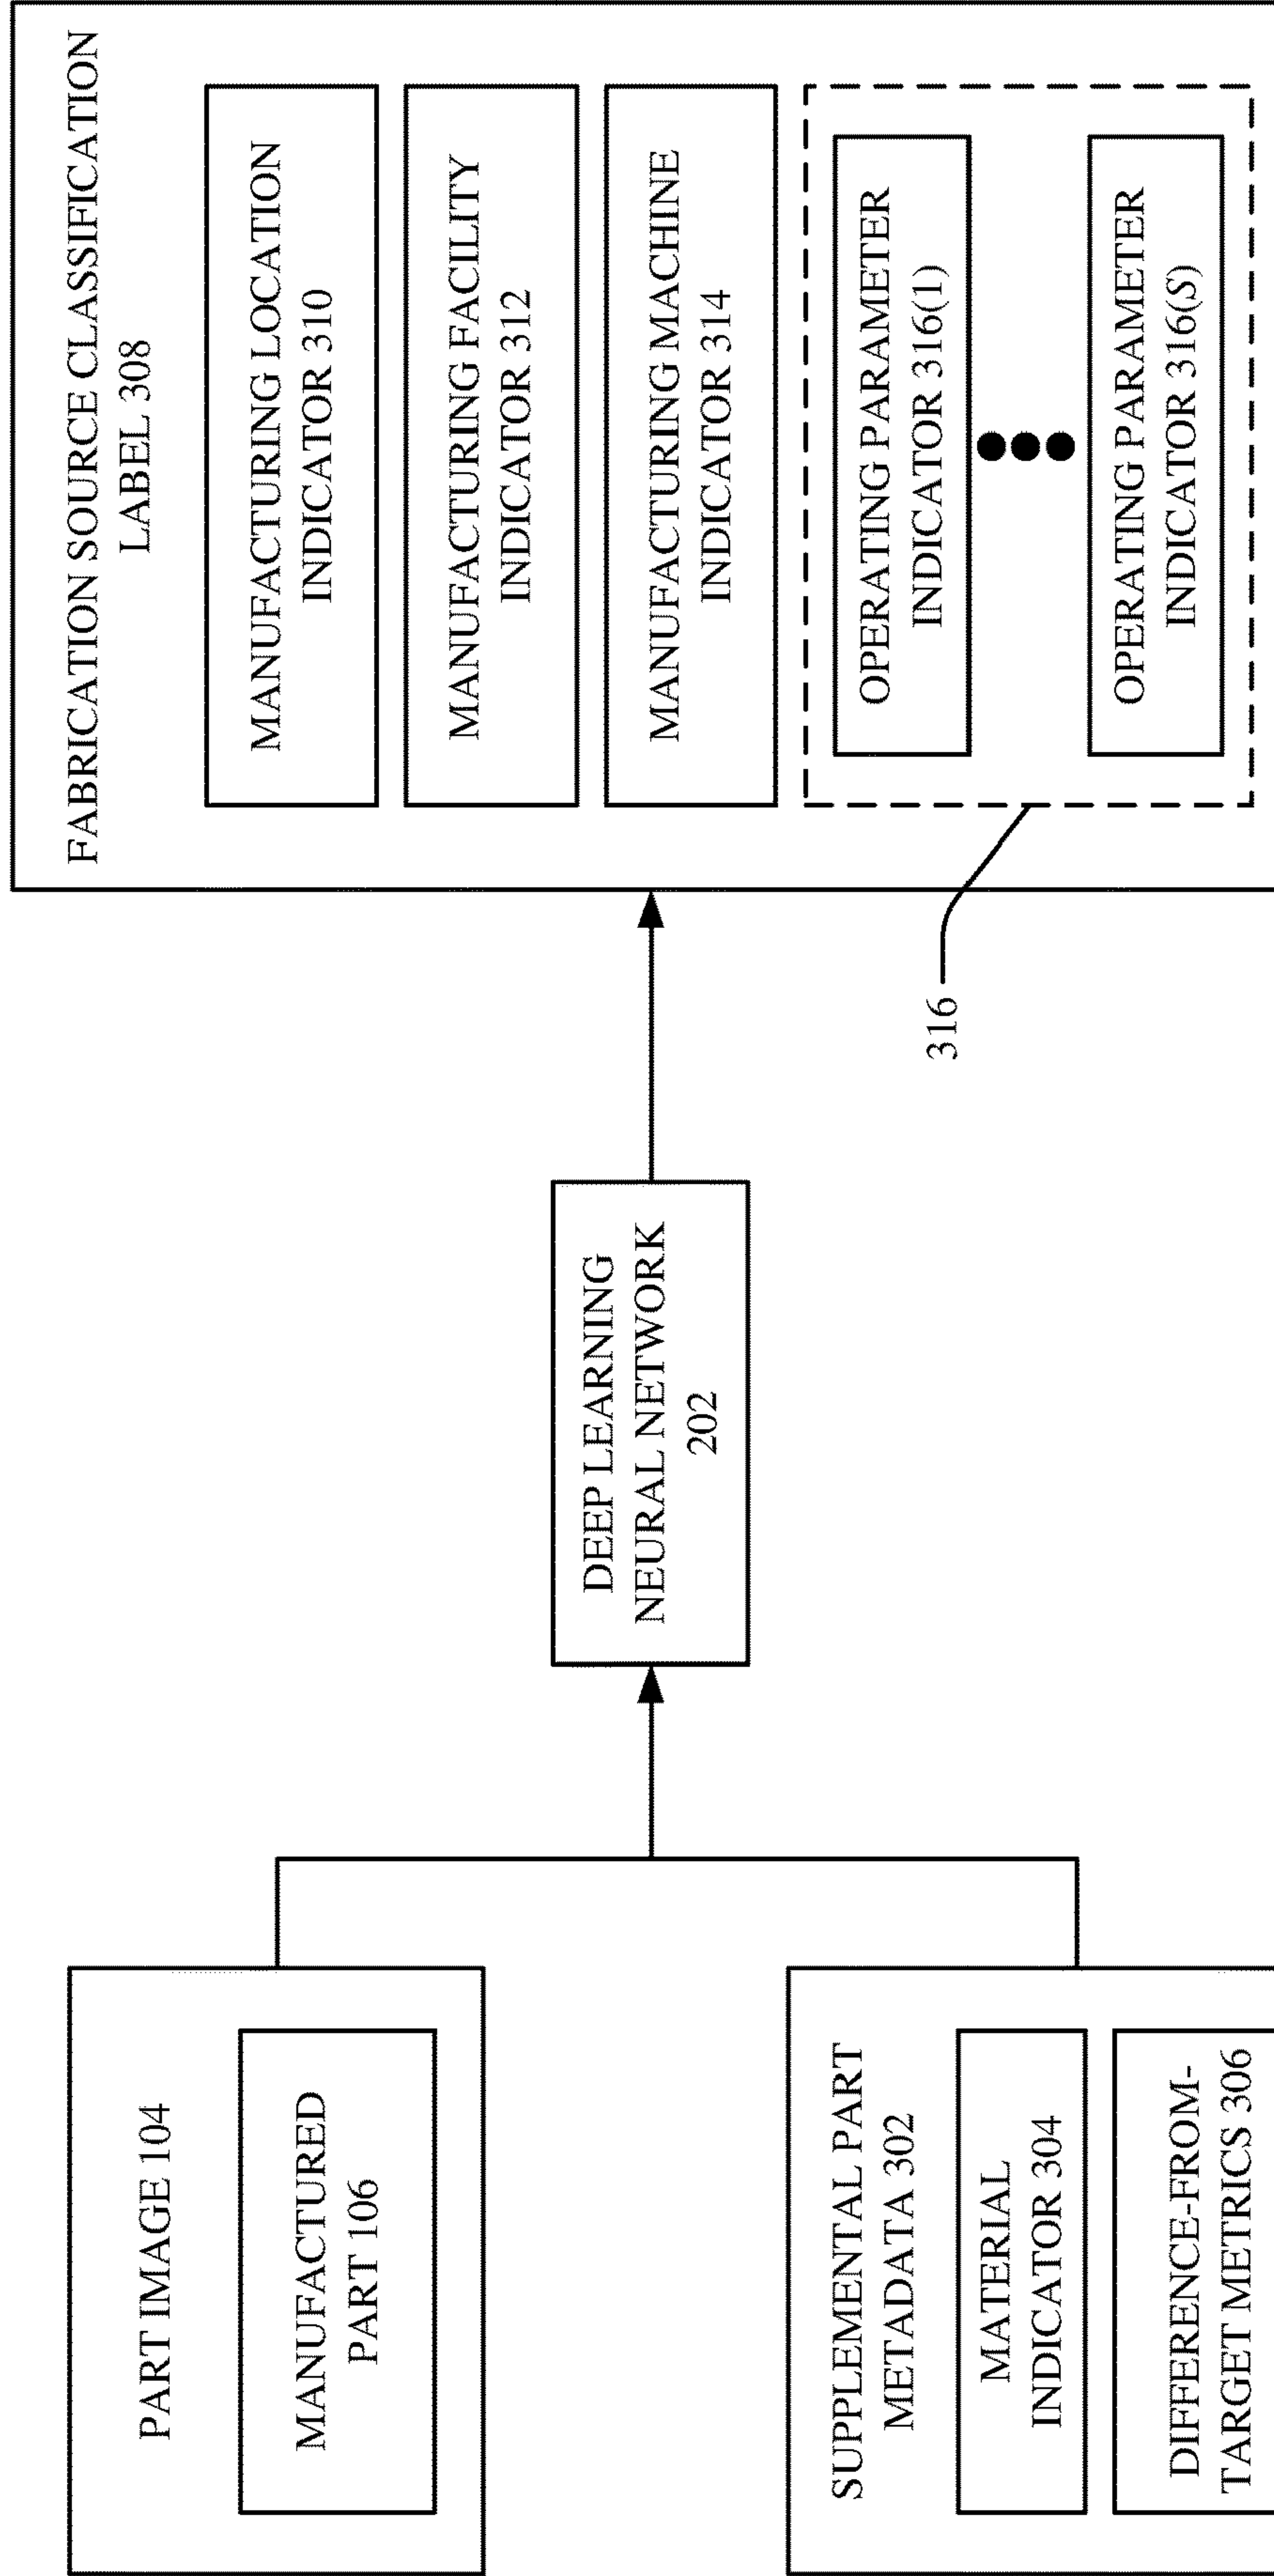 PART IMAGE 104
MANUFACTURED
PART 106
SUPPLEMENTAL PART
METADATA 302
MATERIAL
INDICATOR 304
DIFFERENCE-FROM-
TARGET METRICS 306
DEEP LEARNING
NEURAL NETWORK
202
FABRICATION SOURCE CLASSIFICATION
LABEL 308
MANUFACTURING LOCATION
INDICATOR 310
MANUFACTURING FACILITY
INDICATOR 312
MANUFACTURING MACHINE
INDICATOR 314
OPERATING PARAMETER
INDICATOR 316(1)
OPERATING PARAMETER
INDICATOR 316(S)
316